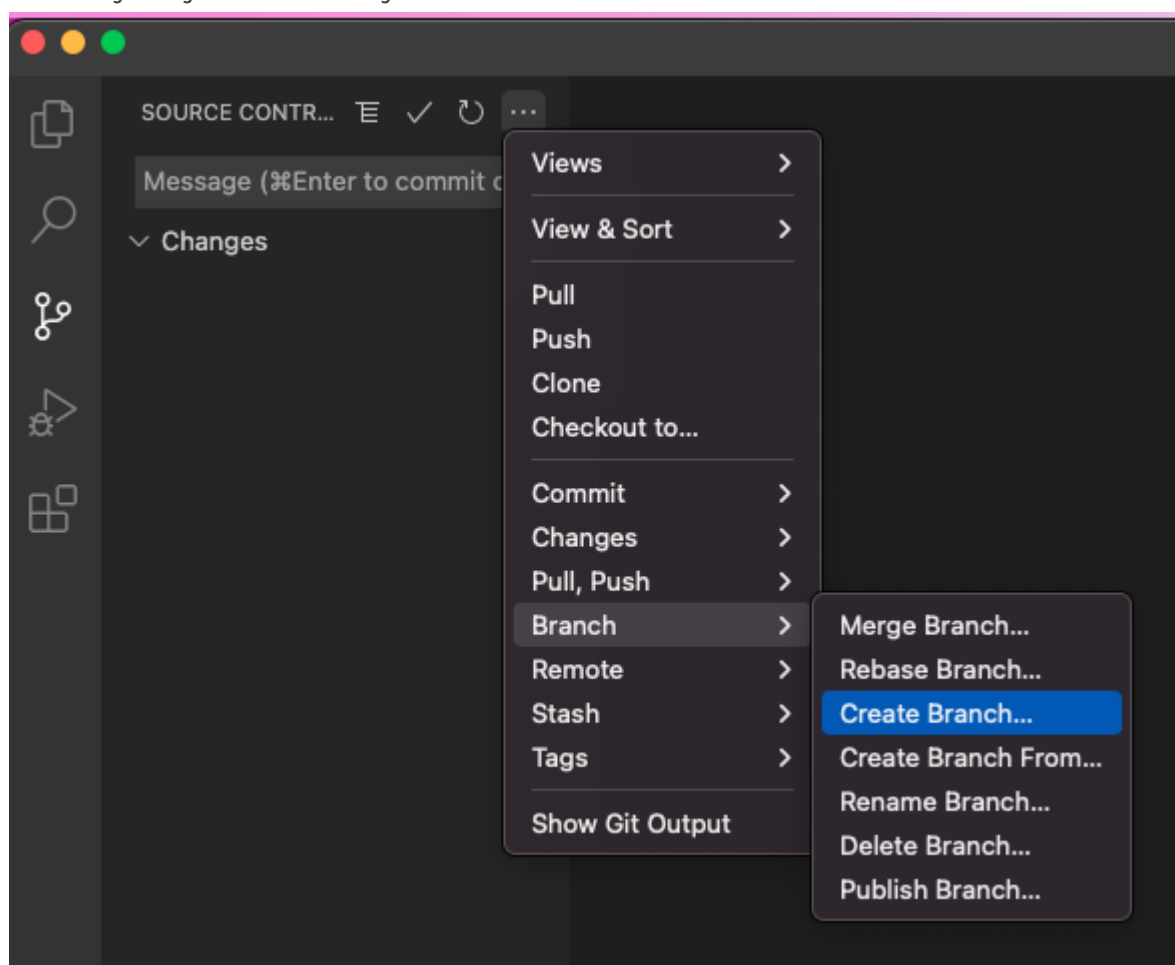 SOURCE CONTR...
Message (⌘Enter to commit
Changes
Views
View & Sort
Pull
Push
Clone
Checkout to...
Commit
Changes
Pull, Push
Branch
Remote
Stash
Tags
Show Git Output
Merge Branch...
Rebase Branch...
Create Branch...
Create Branch From...
Rename Branch...
Delete Branch...
Publish Branch...